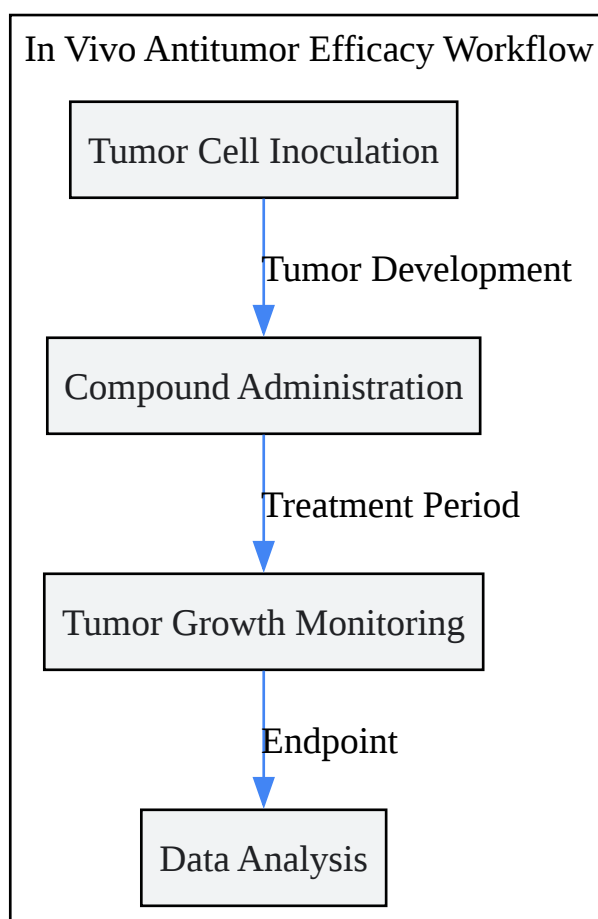 In Vivo Antitumor Efficacy Workflow
Tumor Cell Inoculation
Tumor Development
Compound Administration
Treatment Period
Tumor Growth Monitoring
Endpoint
Data Analysis